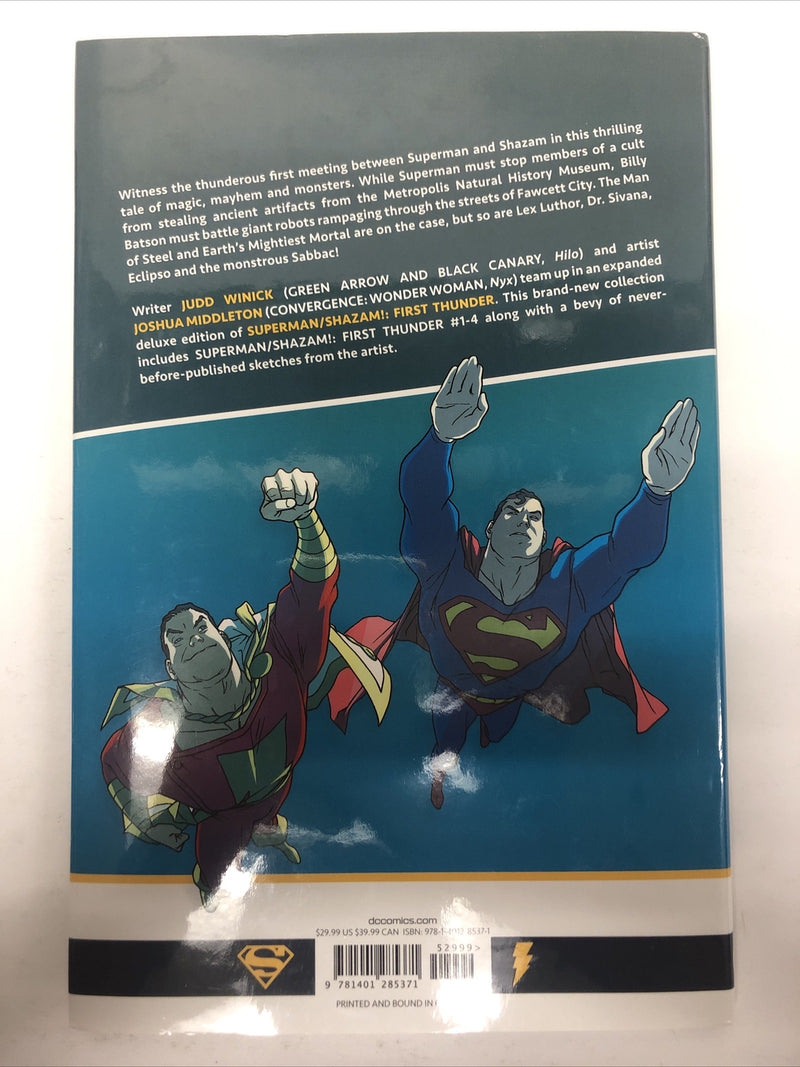 Witness the thunderous first meeting between Superman and Shazam in this thrilling
tale of magic, mayhem and monsters. While Superman must stop members of a cult
from stealing ancient artifacts from the Metropolis Natural History Museum, Billy
Batson must battle giant robots rampaging through the streets of Fawcett City. The Man
of Steel and Earth's Mightiest Mortal are on the case, but so are Lex Luthor, Dr. Sivana,
Eclipso and the monstrous Sabbac!
Writer JUDD WINICK (GREEN ARROW AND BLACK CANARY, Hilo) and artist
JOSHUA MIDDLETON (CONVERGENCE: WONDER WOMAN, Nyx) team up in an expanded
deluxe edition of SUPERMAN/SHAZAM!: FIRST THUNDER. This brand-new collection
includes SUPERMAN/SHAZAM!: FIRST THUNDER #1-4 along with a bevy of never-
before-published sketches from the artist.
S
dccomics.com
$29.99 US $39.99 CAN ISBN: 978-1-4012-8537-1
52999>
9 781401 285371
S
PRINTED AND BOUND IN